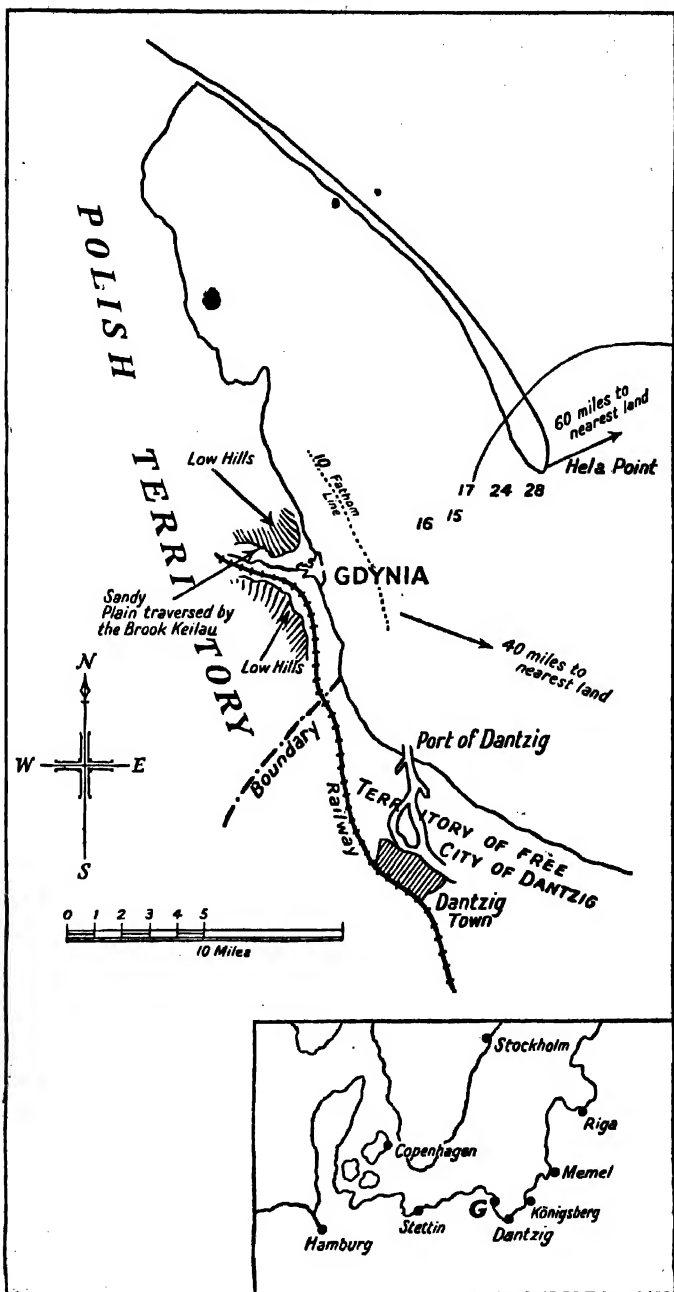 POLISH
TERRITORY
60 miles to
nearest land
Hela Point
17 24 28
16 15
Low Hills
10 Fathom
Line
GDYNIA
Sandy
Plain traversed by
the Brook Keilau
Low Hills
40 miles to
nearest land
N
W E
S
Boundary
Railway
Port of Dantzig
TERRITORY OF FREE
CITY OF DANTZIG
Dantzig
Town
0 1 2 3 4 5
10 Miles
Stockholm
Riga
Copenhagen
Memel
G
Königsberg
Stettin
Dantzig
Hamburg